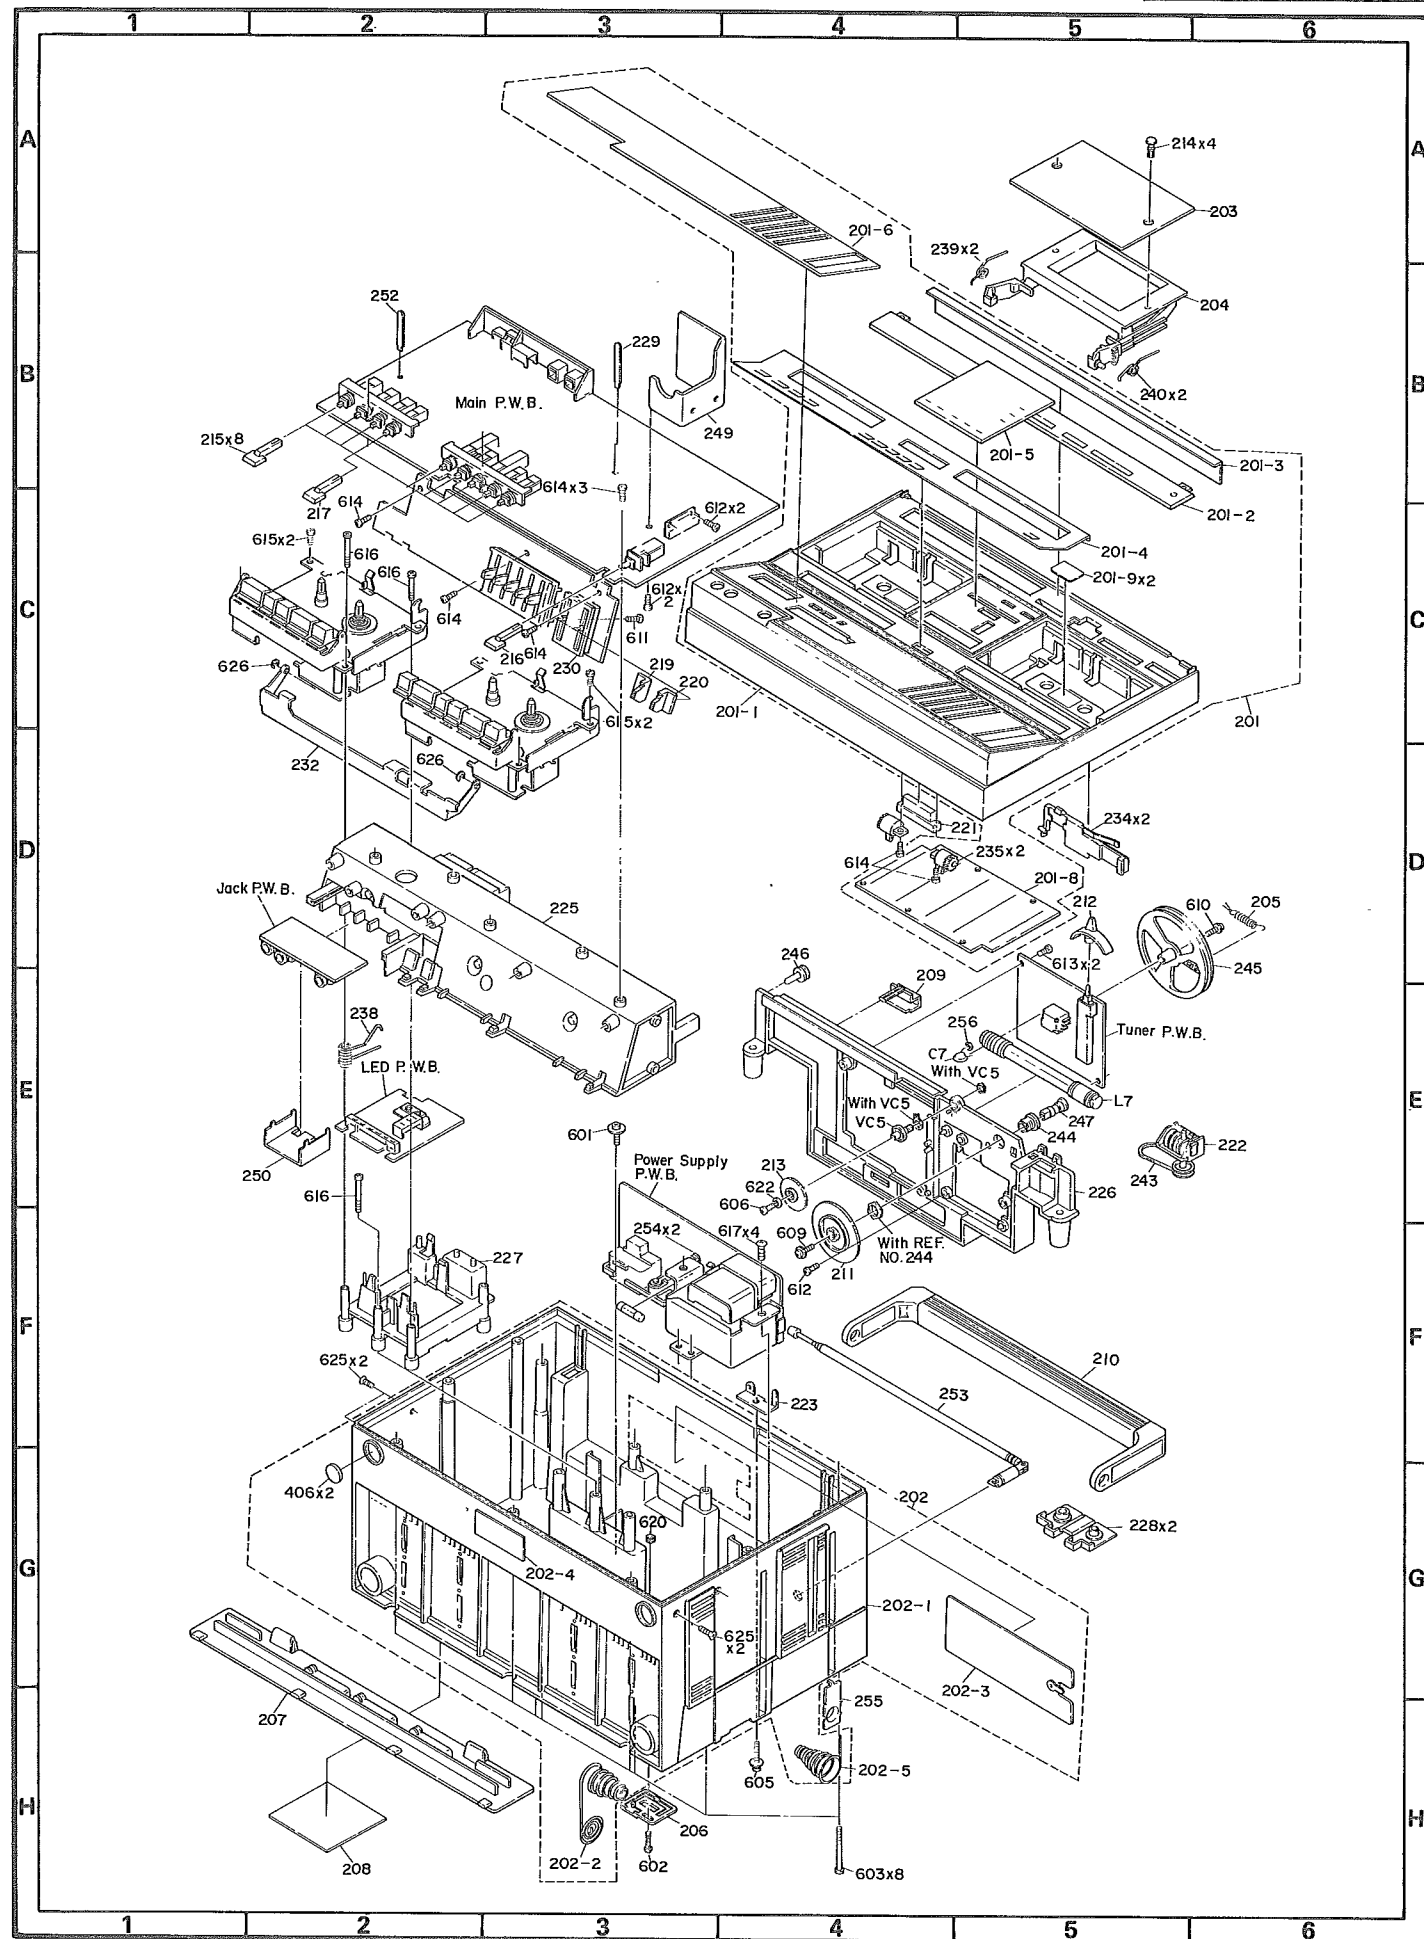 1 2 3 4 5 6
A
A
214x4
203
201-6
239x2
252
204
229
B
B
Main P.W.B.
240x2
249
215x8
201-5
201-3
614x3
217
614
612x2
201-2
615x2
616
201-4
616
201-9x2
C
C
614
612x
2
611
216
614
230
219
626
220
201-1
615x2
201
232
626
221
234x2
D
D
614
235x2
201-8
Jack P.W.B.
225
212
610
205
613x2
246
209
245
238
256
Tuner P.W.B.
C7
With VC5
LED P.W.B.
E
E
With VC5
L7
VC5
247
601
244
222
250
Power Supply
P.W.B.
213
243
616
622
226
606
254x2
617x4
609
With REF.
NO.244
227
211
612
F
F
625x2
210
253
223
406x2
202
620
228x2
G
G
202-4
202-1
625
x2
202-3
255
207
605
202-5
H
H
206
208
202-2
602
603x8
1 2 3 4 5 6